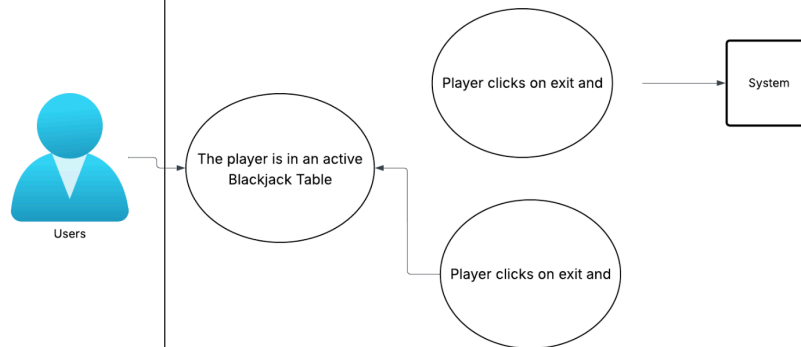 Player clicks on exit and
System
The player is in an active
Blackjack Table
Users
Player clicks on exit and